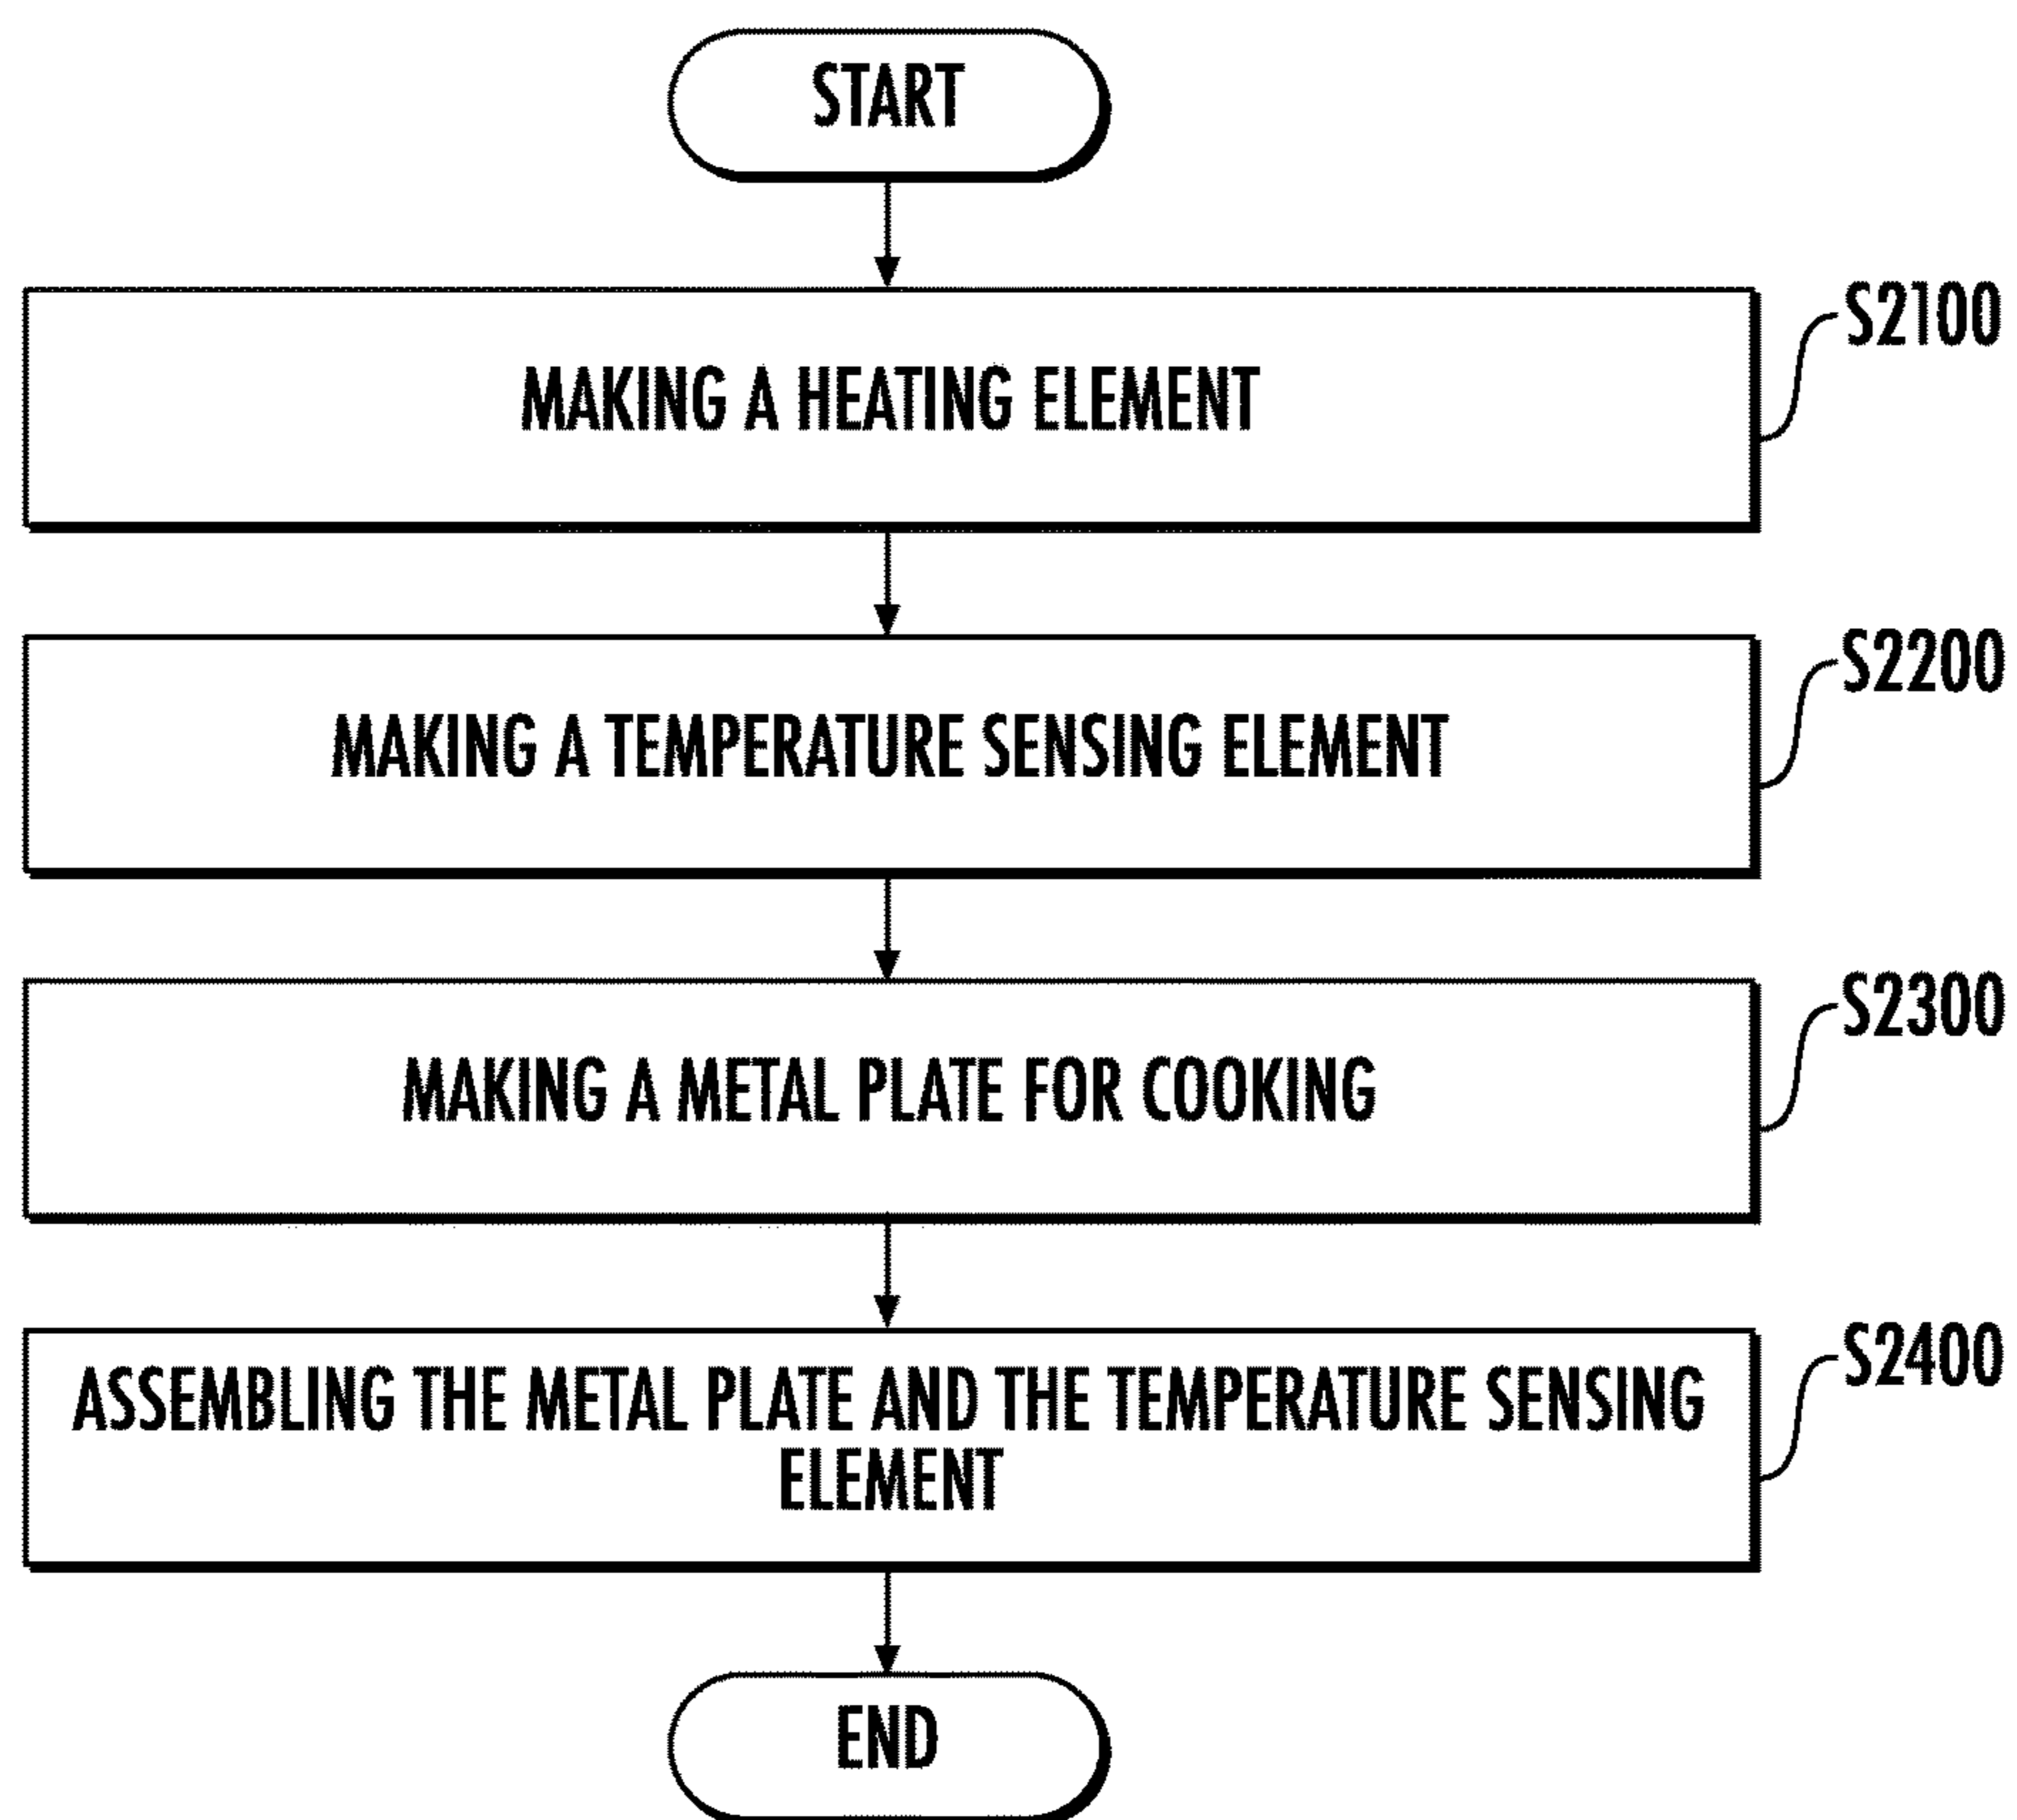 START
MAKING A HEATING ELEMENT
S2100
MAKING A TEMPERATURE SENSING ELEMENT
S2200
MAKING A METAL PLATE FOR COOKING
S2300
ASSEMBLING THE METAL PLATE AND THE TEMPERATURE SENSING
ELEMENT
S2400
END